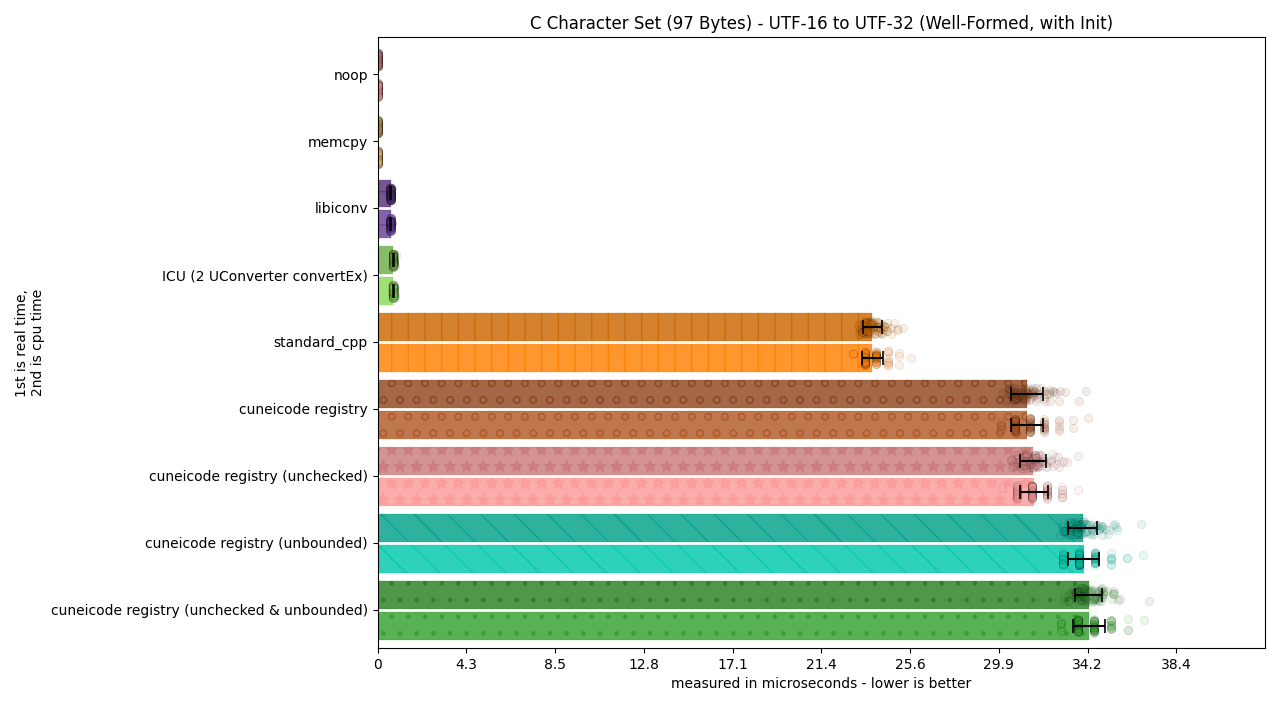 C Character Set (97 Bytes) - UTF-16 to UTF-32 (Well-Formed, with Init)
1st is real time,
2nd is cpu time
noop
memcpy
libiconv
ICU (2 UConverter convertEx)
standard_cpp
cuneicode registry
cuneicode registry (unchecked)
cuneicode registry (unbounded)
cuneicode registry (unchecked & unbounded)
0 4.3 8.5 12.8 17.1 21.4 25.6 29.9 34.2 38.4
measured in microseconds - lower is better